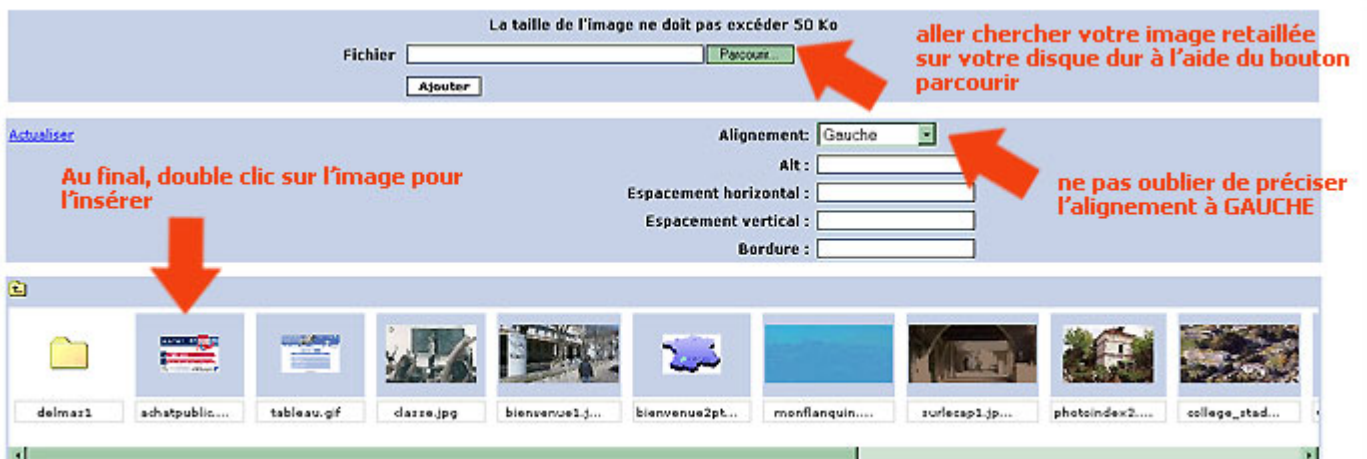 La taille de l'image ne doit pas excéder 50 Ko
Fichier
Parcourir...
Ajouter
aller chercher votre image retaillée
sur votre disque dur à l'aide du bouton
parcourir
Actualiser
Alignement: Gauche
Alt :
Espacement horizontal :
Espacement vertical :
Bordure :
Au final, double clic sur l'image pour
l'insérer
ne pas oublier de préciser
l'alignement à GAUCHE
delmas1 achatpublic.... tableau.gif classe.jpg bienvenue1.j... bienvenue2pt... monflanquin.... surlecap1.jp... photoindex2.... college_stad...